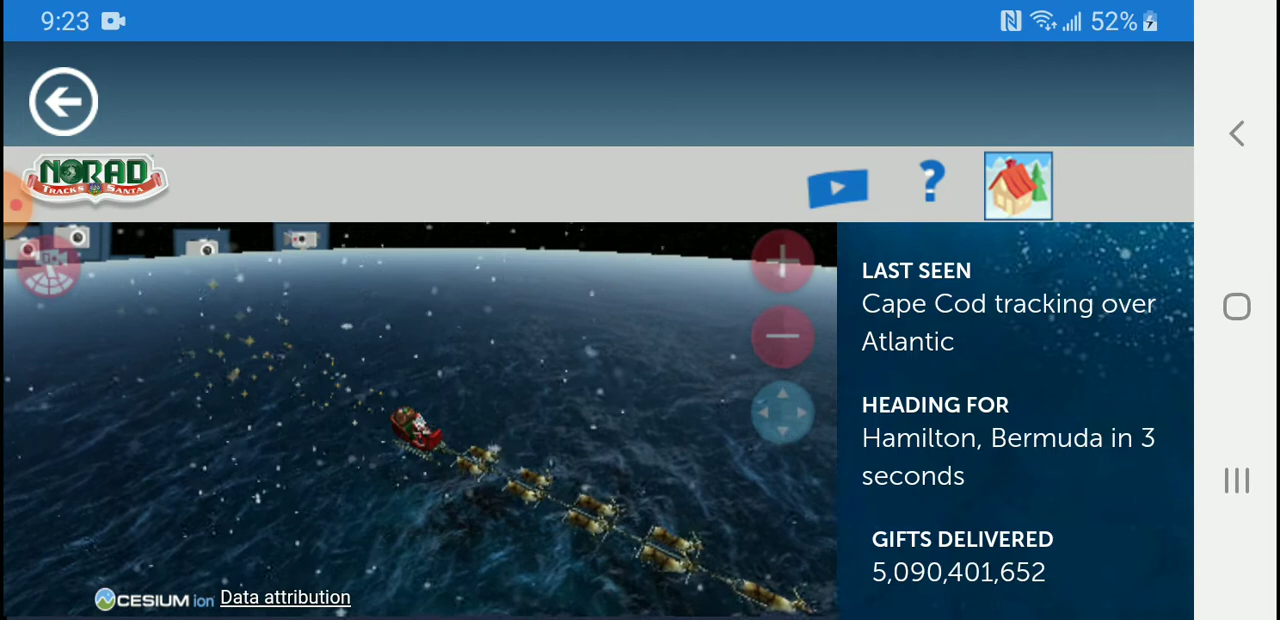 9:23
52%
NORAD
TRACKS SANTA
?
LAST SEEN
Cape Cod tracking over
Atlantic
HEADING FOR
Hamilton, Bermuda in 3
seconds
GIFTS DELIVERED
5,090,401,652
CESIUM ion Data attribution